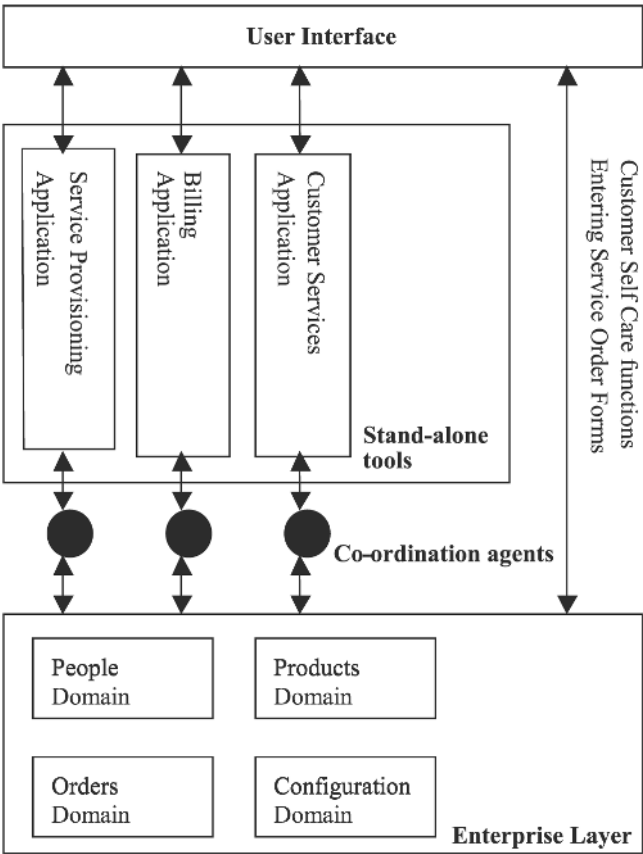 User Interface
Service Provisioning
Application
Billing
Application
Customer Services
Application
Customer Self Care functions
Entering Service Order Forms
Stand-alone
tools
Co-ordination agents
People
Domain
Products
Domain
Orders
Domain
Configuration
Domain
Enterprise Layer